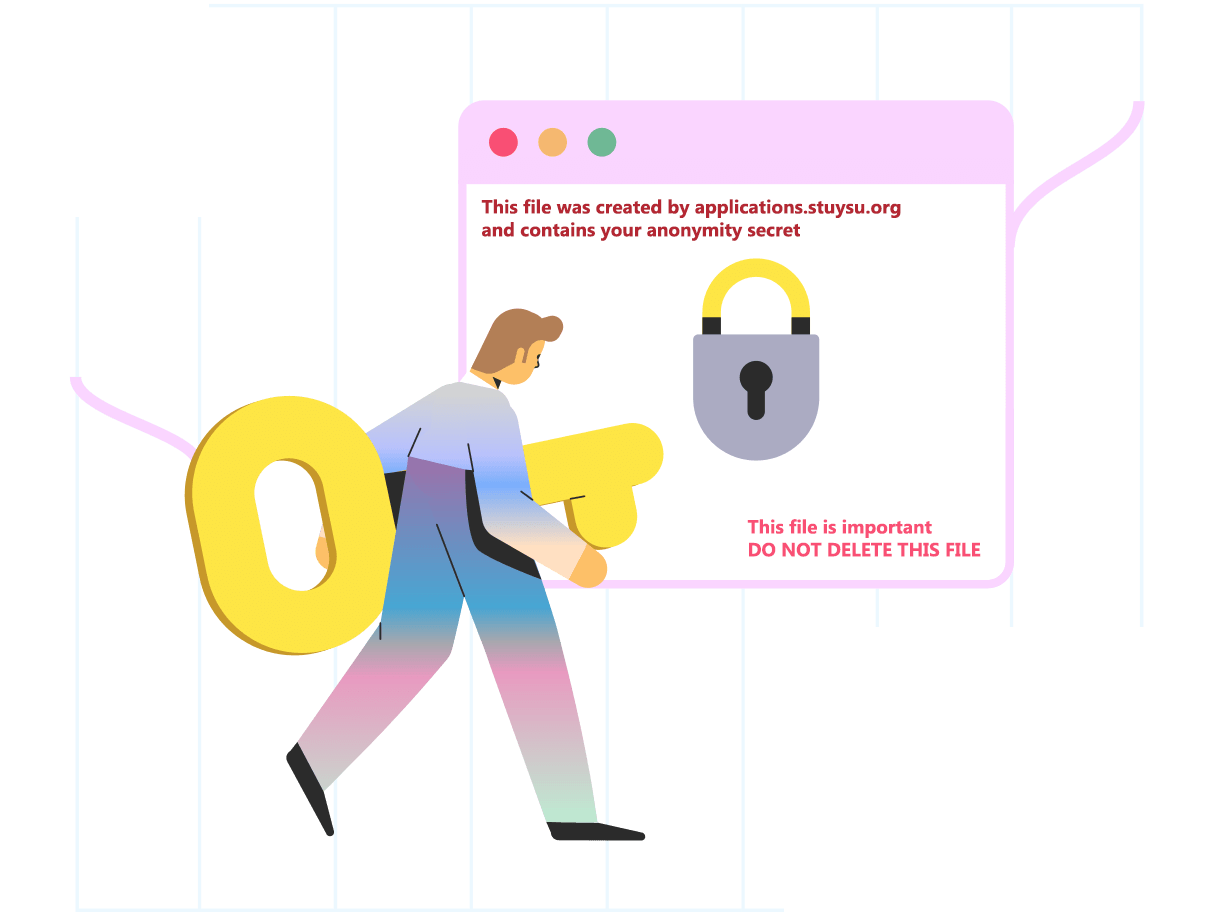 This file was created by applications.stuysu.org
and contains your anonymity secret
This file is important
DO NOT DELETE THIS FILE